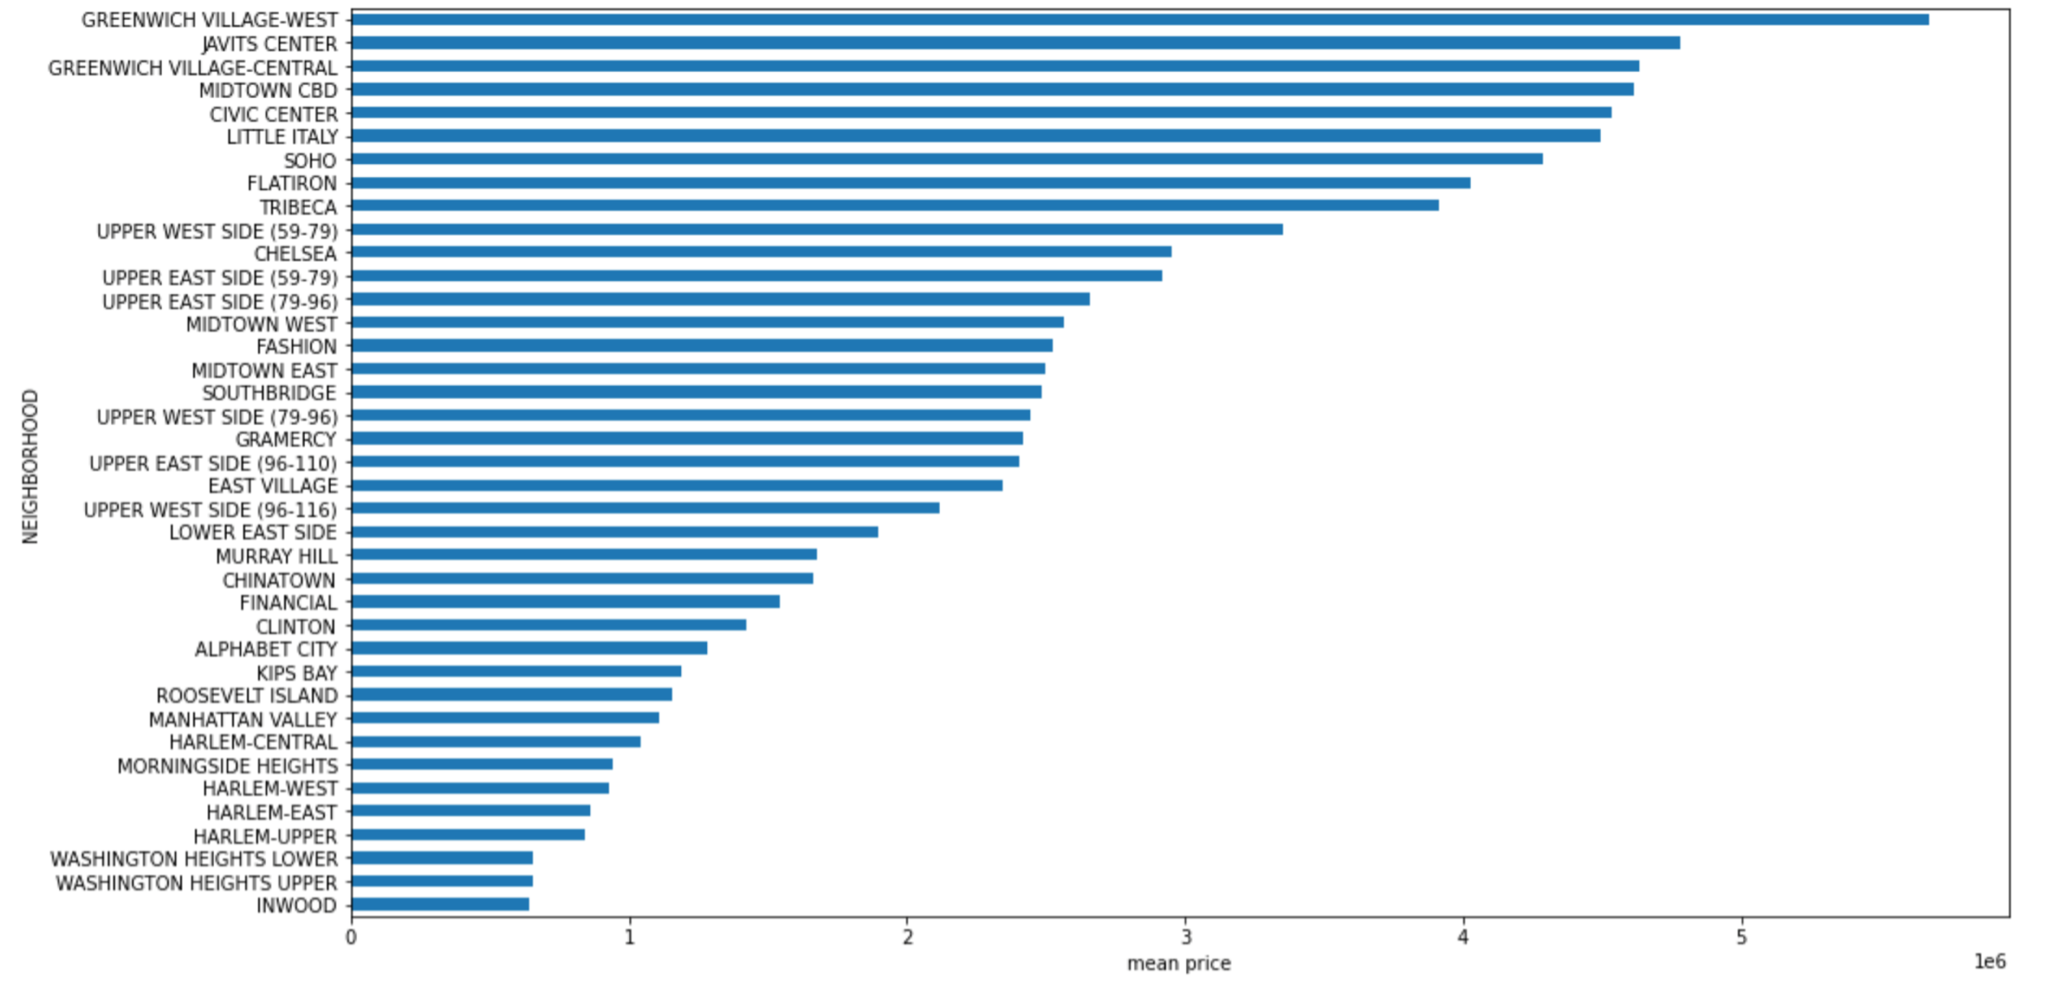 GREENWICH VILLAGE-WEST
JAVITS CENTER
GREENWICH VILLAGE-CENTRAL
MIDTOWN CBD
CIVIC CENTER
LITTLE ITALY
SOHO
FLATIRON
TRIBECA
UPPER WEST SIDE (59-79)
CHELSEA
UPPER EAST SIDE (59-79)
UPPER EAST SIDE (79-96)
MIDTOWN WEST
FASHION
MIDTOWN EAST
SOUTHBRIDGE
UPPER WEST SIDE (79-96)
GRAMERCY
UPPER EAST SIDE (96-110)
EAST VILLAGE
UPPER WEST SIDE (96-116)
LOWER EAST SIDE
MURRAY HILL
CHINATOWN
FINANCIAL
CLINTON
ALPHABET CITY
KIPS BAY
ROOSEVELT ISLAND
MANHATTAN VALLEY
HARLEM-CENTRAL
MORNINGSIDE HEIGHTS
HARLEM-WEST
HARLEM-EAST
HARLEM-UPPER
WASHINGTON HEIGHTS LOWER
WASHINGTON HEIGHTS UPPER
INWOOD
NEIGHBORHOOD
0 1 2 3 4 5
mean price
1e6